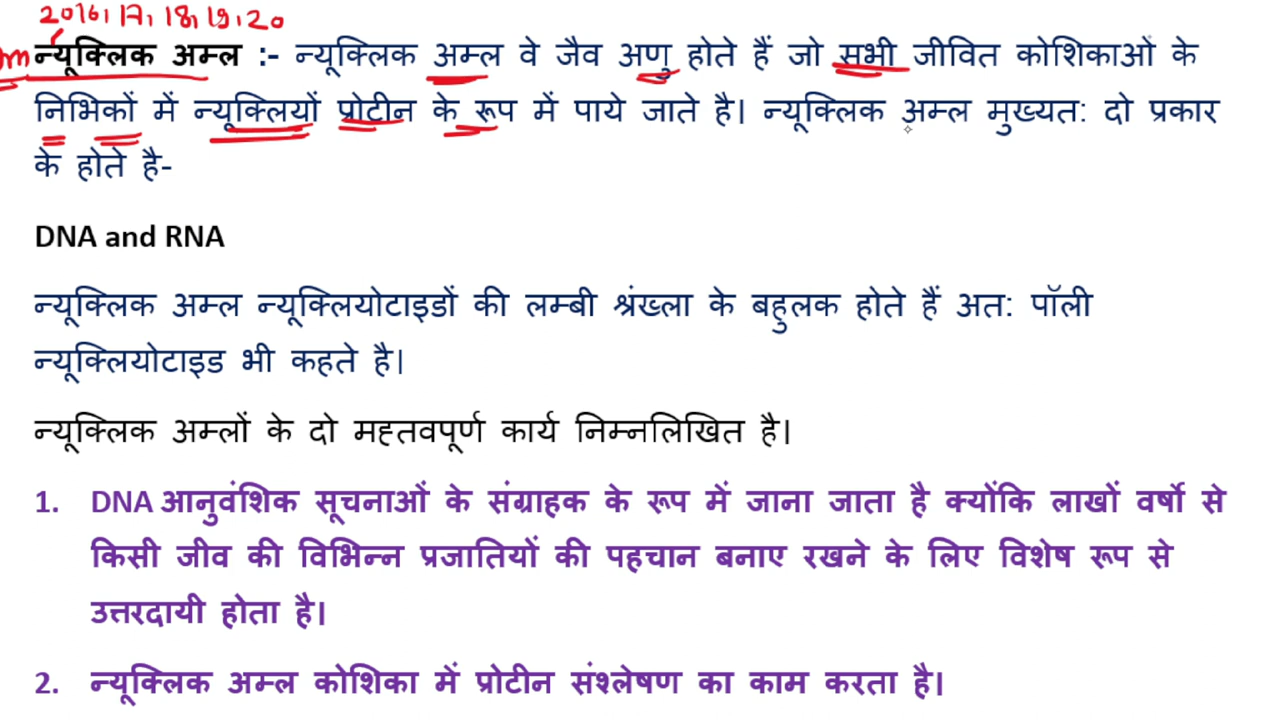 2016, 17, 18, 19, 20
न्यूक्लिक अम्ल :- न्यूक्लिक अम्ल वे जैव अणु होते हैं जो सभी जीवित कोशिकाओं के
निभिकों में न्यूक्लियों प्रोटीन के रूप में पाये जाते है। न्यूक्लिक अम्ल मुख्यत: दो प्रकार
के होते है-
DNA and RNA
न्यूक्लिक अम्ल न्यूक्लियोटाइडों की लम्बी श्रंख्ला के बहुलक होते हैं अत: पॉली
न्यूक्लियोटाइड भी कहते है।
न्यूक्लिक अम्लों के दो मह्तवपूर्ण कार्य निम्नलिखित है।
1. DNA आनुवंशिक सूचनाओं के संग्राहक के रूप में जाना जाता है क्योंकि लाखों वर्षो से
किसी जीव की विभिन्न प्रजातियों की पहचान बनाए रखने के लिए विशेष रूप से
उत्तरदायी होता है।
2. न्यूक्लिक अम्ल कोशिका में प्रोटीन संश्लेषण का काम करता है।